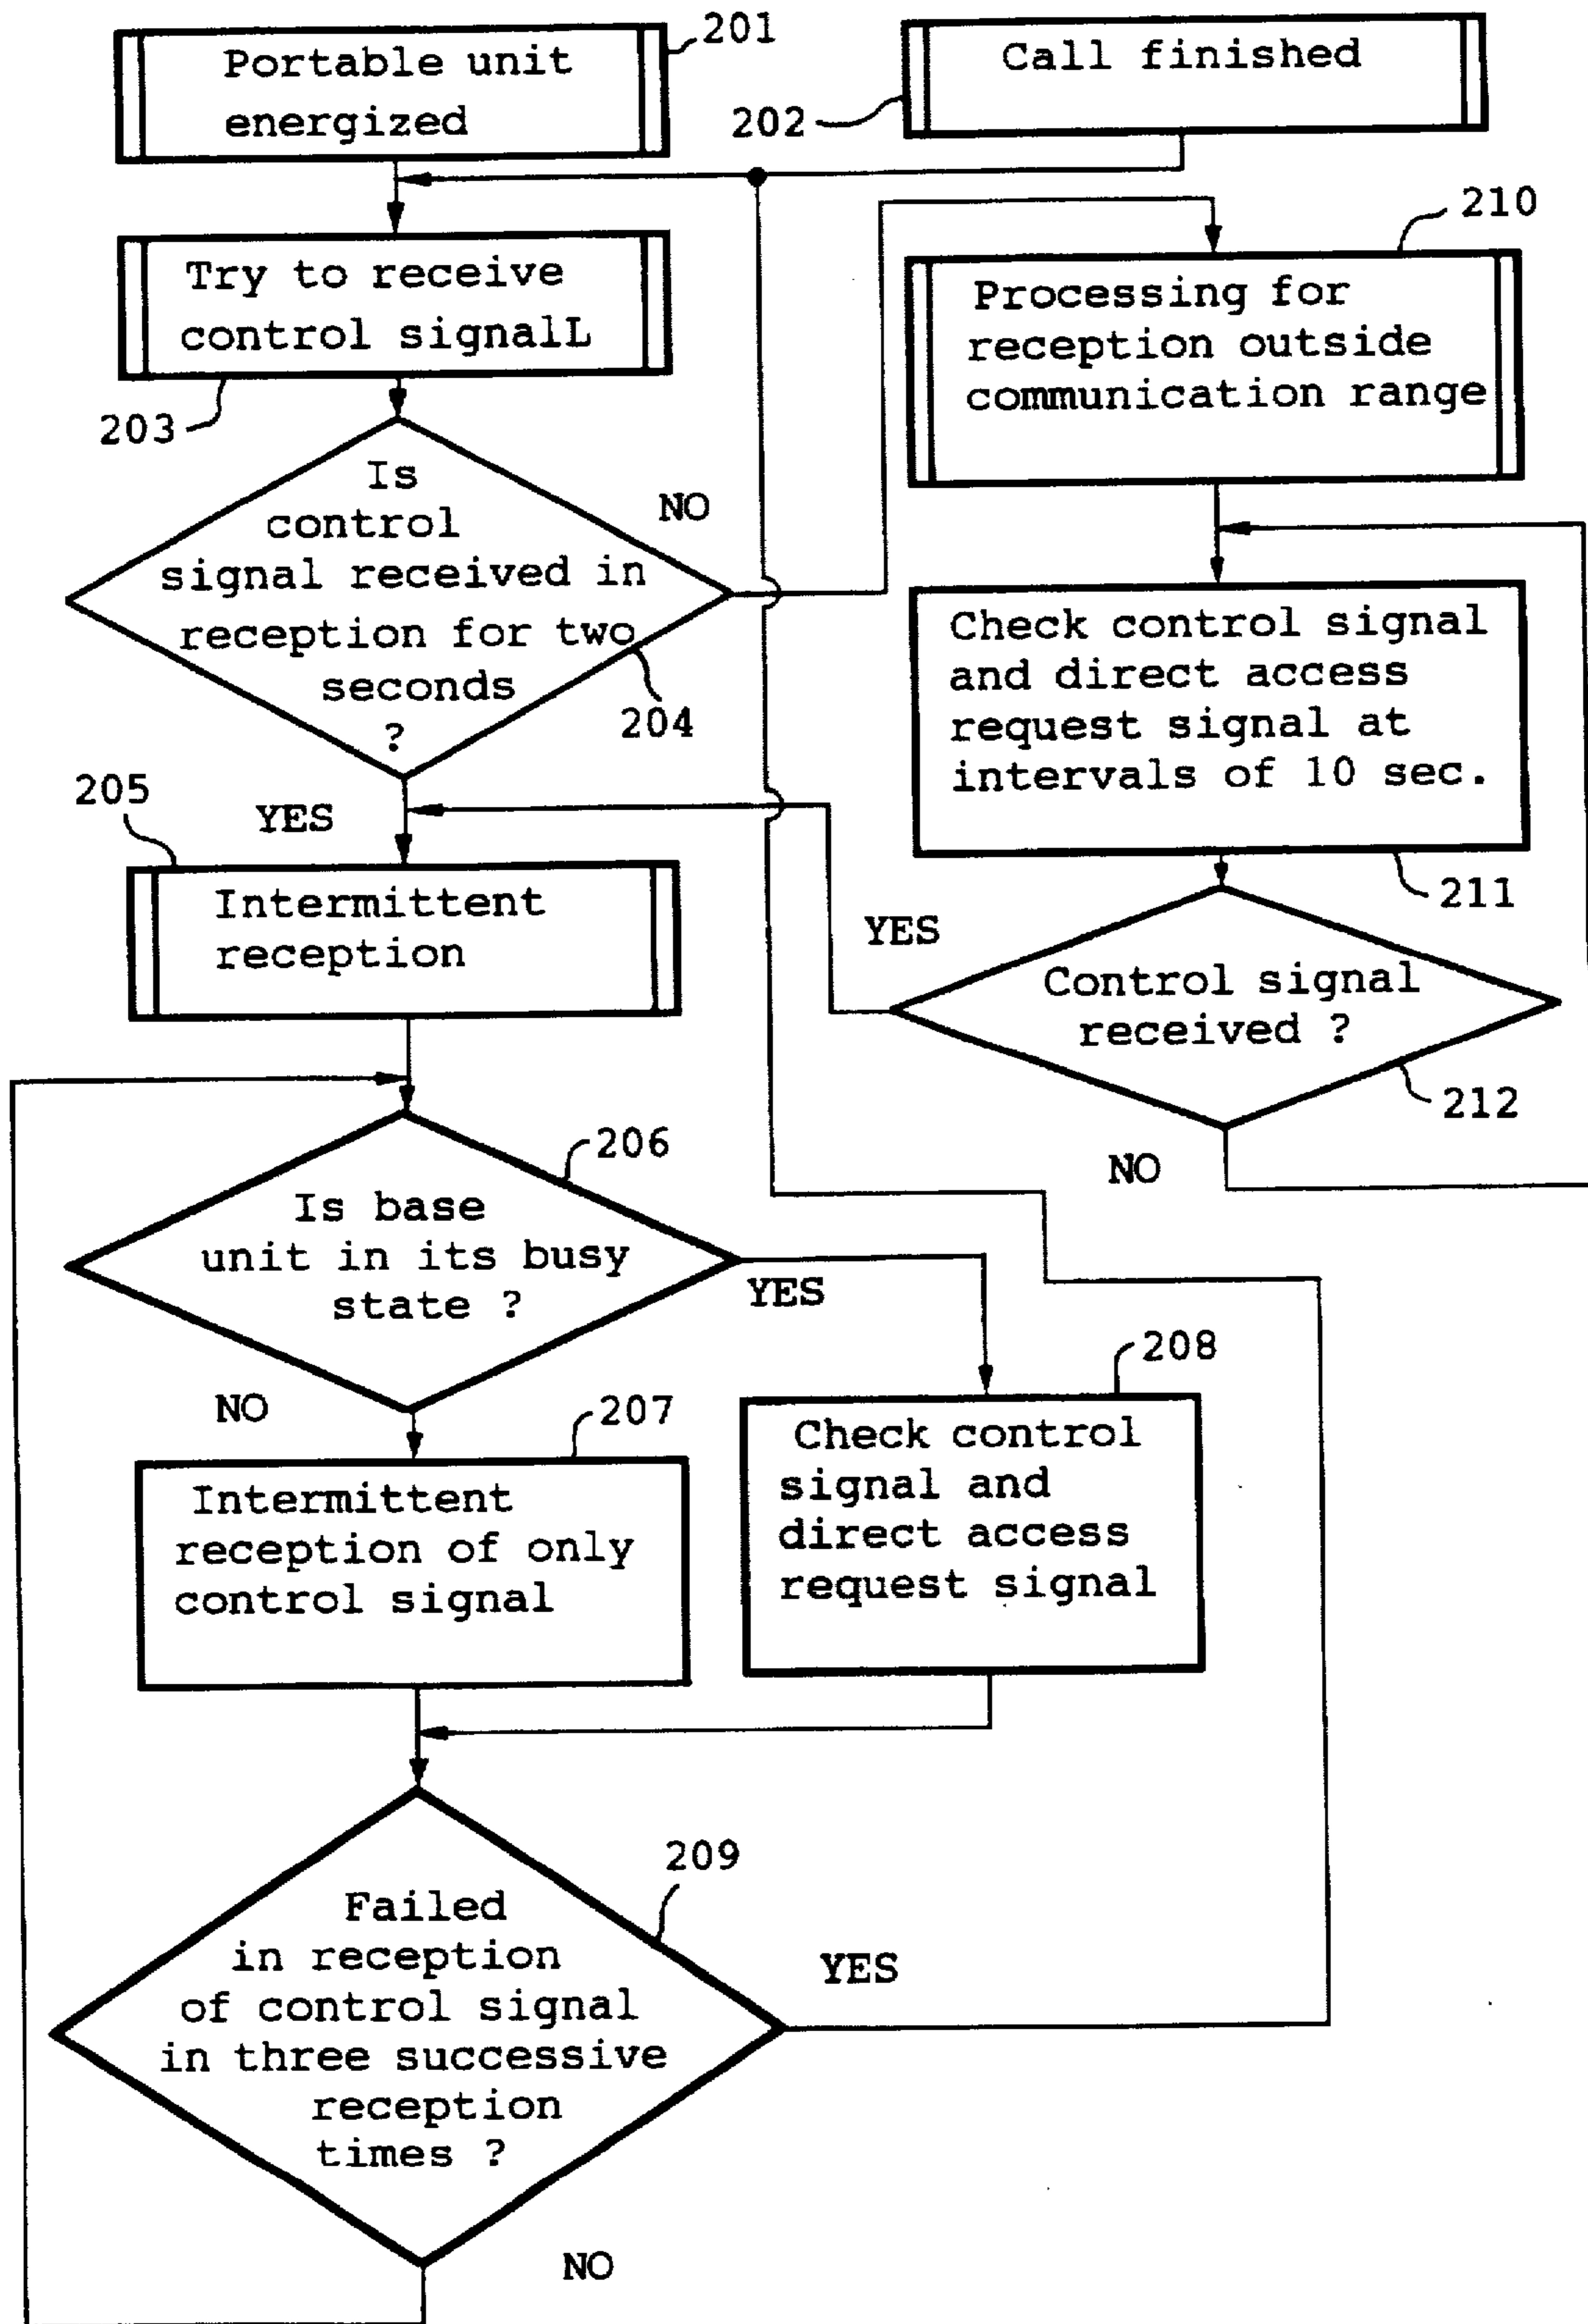 Portable unit
energized
201
Call finished
202
Try to receive
control signalL
203
Is
control
signal received in
reception for two
seconds
?
204
NO
YES
210
Processing for
reception outside
communication range
Check control signal
and direct access
request signal at
intervals of 10 sec.
211
205
Intermittent
reception
YES
Control signal
received ?
212
NO
206
Is base
unit in its busy
state ?
YES
NO
207
Intermittent
reception of only
control signal
208
Check control
signal and
direct access
request signal
209
Failed
in reception
of control signal
in three successive
reception
times ?
YES
NO